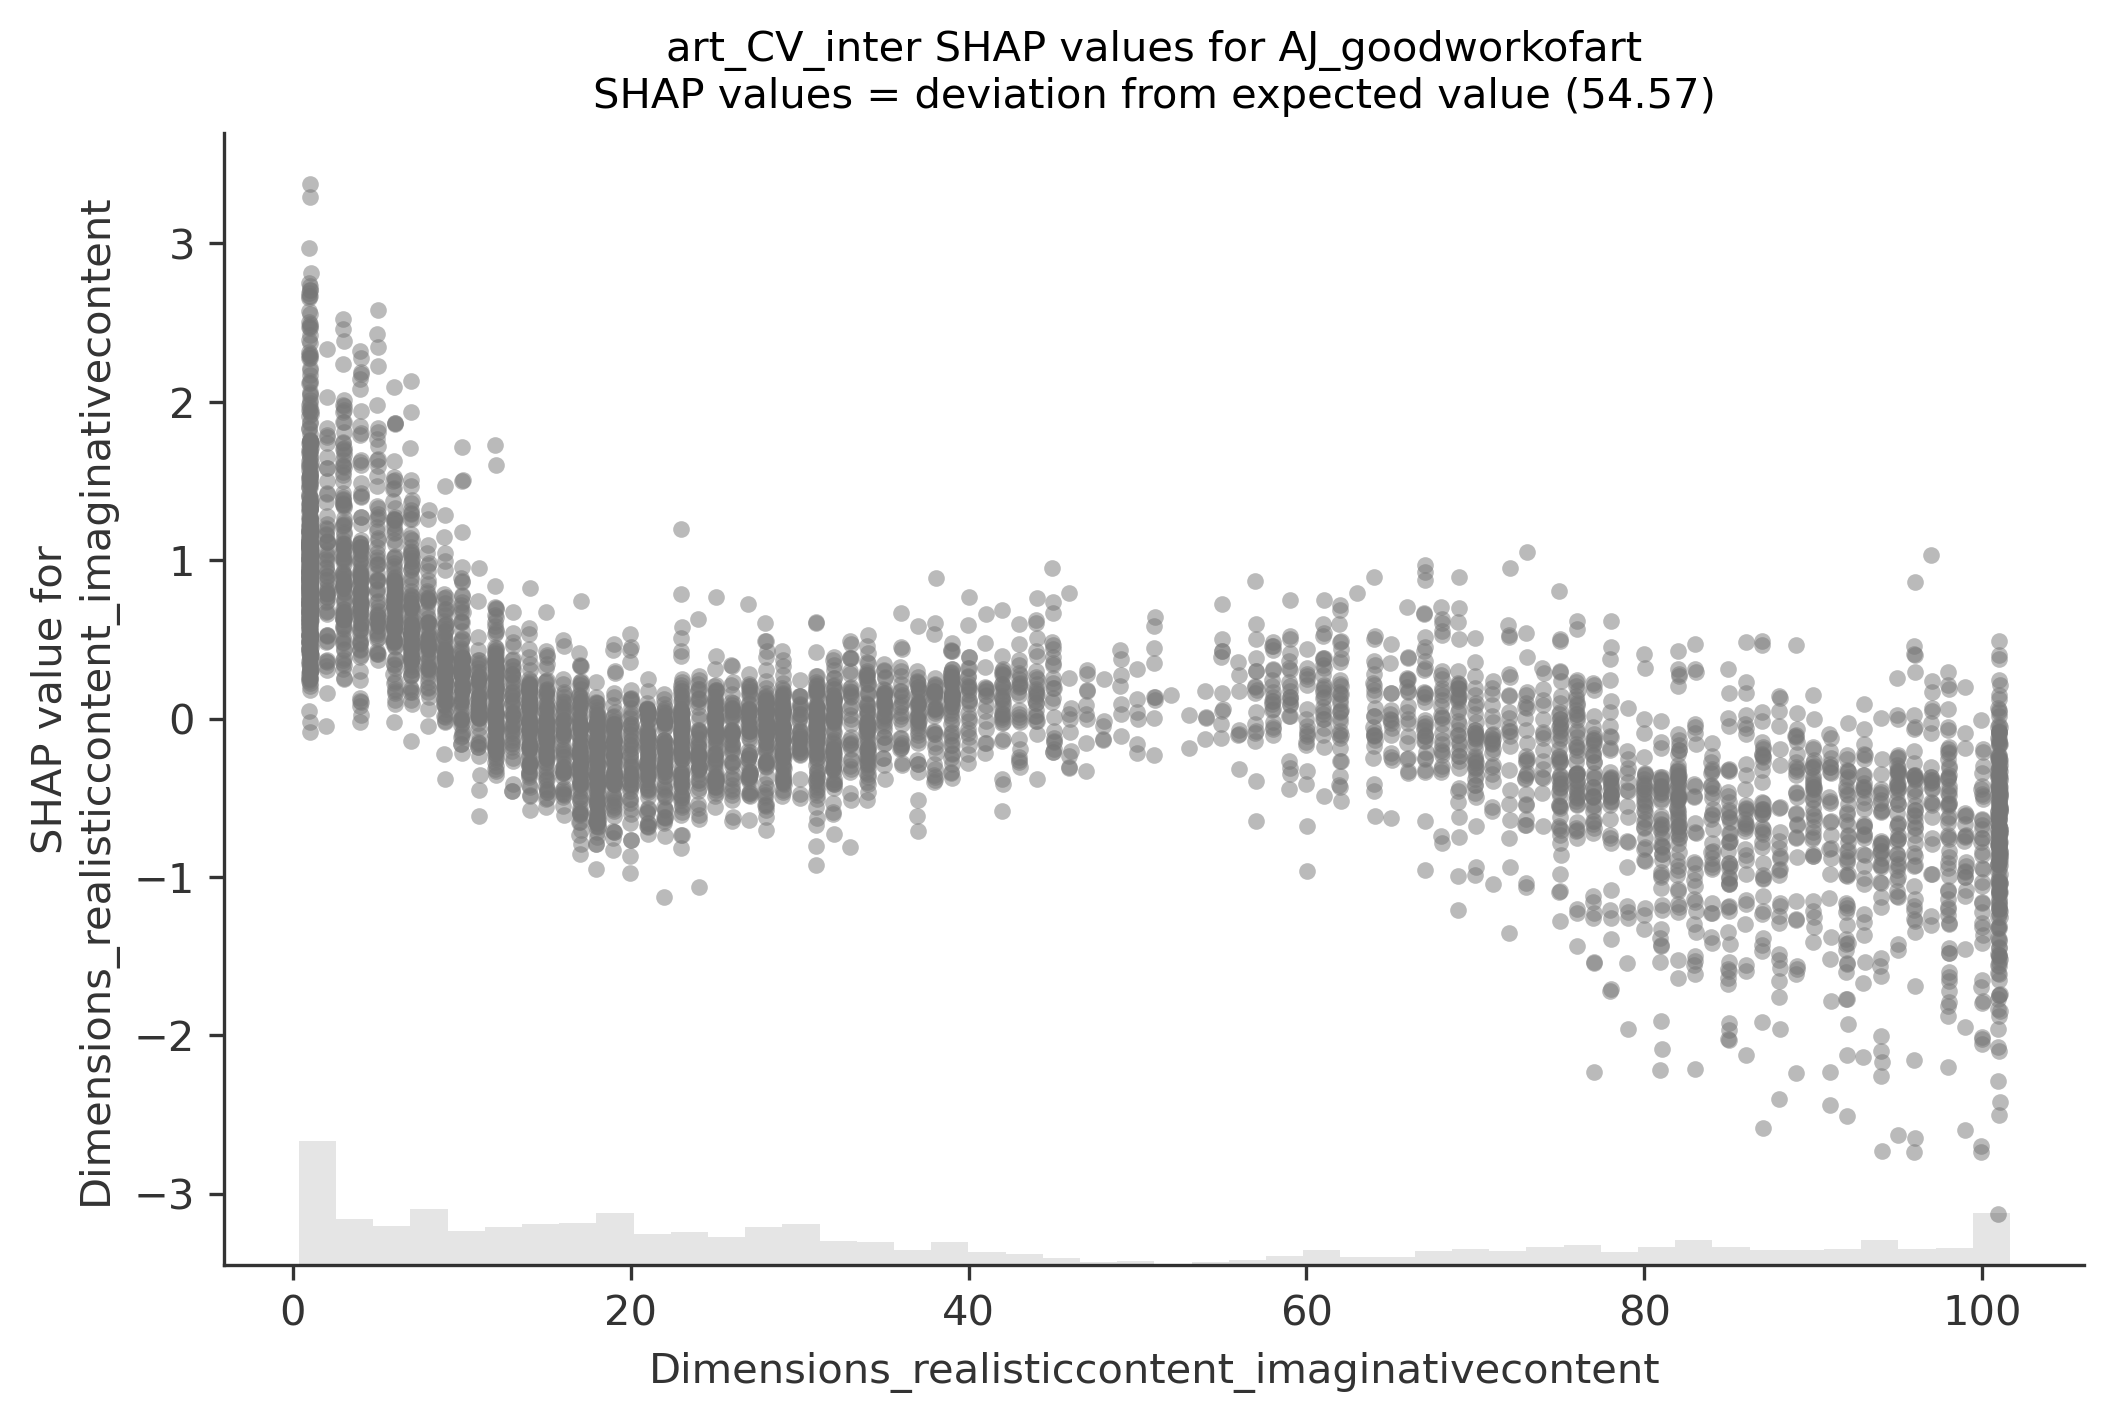 art_CV_inter SHAP values for AJ_goodworkofart
SHAP values = deviation from expected value (54.57)
SHAP value for
Dimensions_realisticcontent_imaginativecontent
3
2
1
0
−1
−2
−3
0
20
40
60
80
100
Dimensions_realisticcontent_imaginativecontent